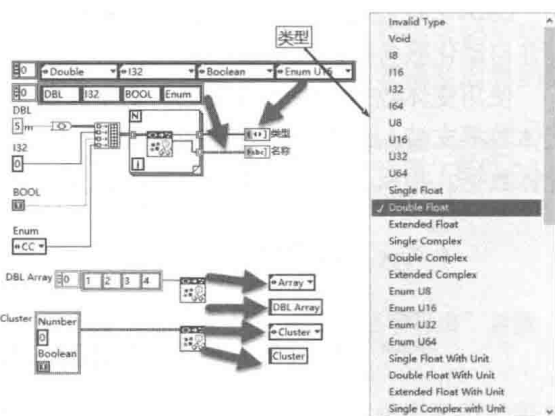 类型
0 Double I32 Boolean Enum U16
0 DBL I32 BOOL Enum
DBL
5
N
类型
abc 名称
i
I32
0
BOOL
Enum
CC
DBL Array 0 1 2 3 4
Array
DBL Array
Cluster
Number
0
Boolean
Cluster
Cluster
Invalid Type
Void
I8
I16
I32
I64
U8
U16
U32
U64
Single Float
✓ Double Float
Extended Float
Single Complex
Double Complex
Extended Complex
Enum U8
Enum U16
Enum U32
Enum U64
Single Float With Unit
Double Float With Unit
Extended Float With Unit
Single Complex with Unit